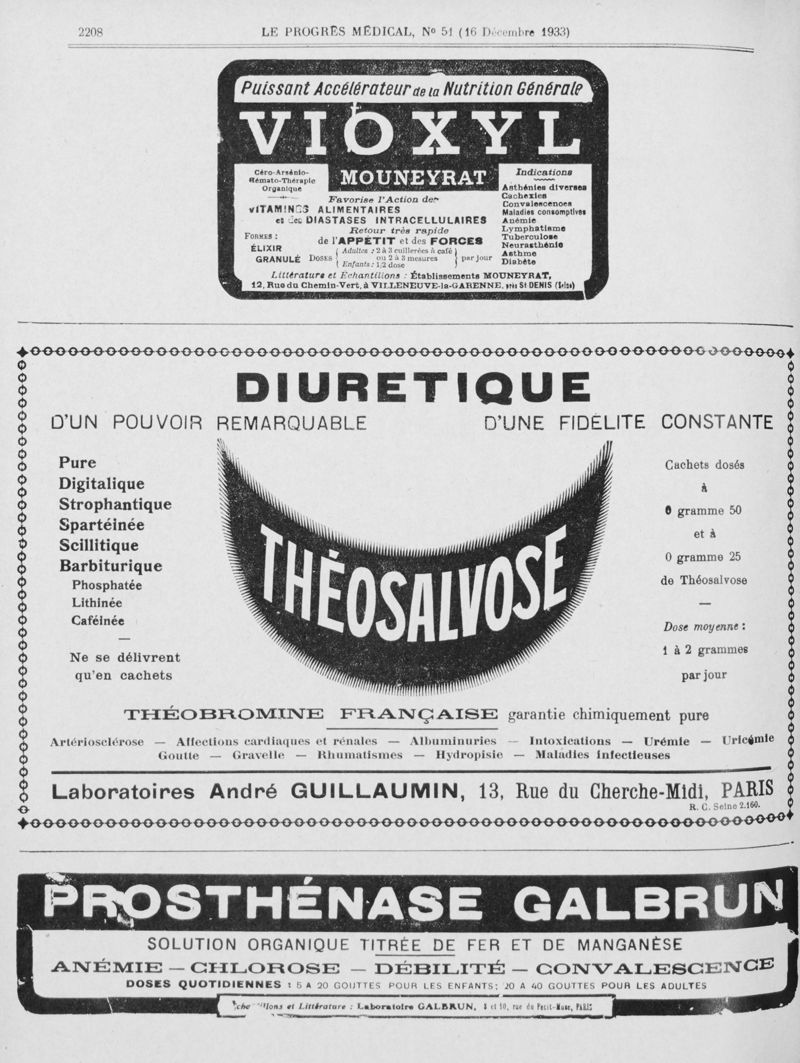 2208
LE PROGRÈS MÉDICAL, No 51 (16 Décembre 1933)
Puissant Accélérateur de la Nutrition Générale
VIOXYL
MOUNEYRAT
Céro-Arsénio-
Hémato-Thérapie
Organique
Favorise l'Action des
VITAMINES ALIMENTAIRES
et des DIASTASES INTRACELLULAIRES
Retour très rapide
de l'APPÉTIT et des FORCES
FORMES :
ÉLIXIR
GRANULÉ
DOSES
Adultes : 2 à 3 cuillerées à café
ou 2 à 3 mesures
Enfants : 1/2 dose
par jour
Indications
Asthénies diverses
Cachexies
Convalescences
Maladies consomptives
Anémie
Lymphatisme
Tuberculose
Neurasthénie
Asthme
Diabète
Littérature et Echantillons : Établissements MOUNEYRAT,
12, Rue du Chemin-Vert, à VILLENEUVE-la-GARENNE, près St-DENIS (Seine)
DIURETIQUE
D'UN POUVOIR REMARQUABLE D'UNE FIDELITE CONSTANTE
Pure
Digitalique
Strophantique
Spartéinée
Scillitique
Barbiturique
Phosphatée
Lithinée
Caféinée
—
Ne se délivrent
qu'en cachets
THÉOSALVOSE
Cachets dosés
à
0 gramme 50
et à
0 gramme 25
de Théosalvose
—
Dose moyenne :
1 à 2 grammes
par jour
THÉOBROMINE FRANÇAISE garantie chimiquement pure
Artériosclérose — Affections cardiaques et rénales — Albuminuries — Intoxications — Urémie — Uricémie
Goutte — Gravelle — Rhumatismes — Hydropisie — Maladies infectieuses
Laboratoires André GUILLAUMIN, 13, Rue du Cherche-Midi, PARIS
R. C. Seine 2.160.
PROSTHÉNASE GALBRUN
SOLUTION ORGANIQUE TITRÉE DE FER ET DE MANGANÈSE
ANÉMIE — CHLOROSE — DÉBILITÉ — CONVALESCENCE
DOSES QUOTIDIENNES : 5 A 20 GOUTTES POUR LES ENFANTS; 20 A 40 GOUTTES POUR LES ADULTES
et Littérature : Laboratoire GALBRUN, 8 et 10, rue du Petit-Musc, PARIS